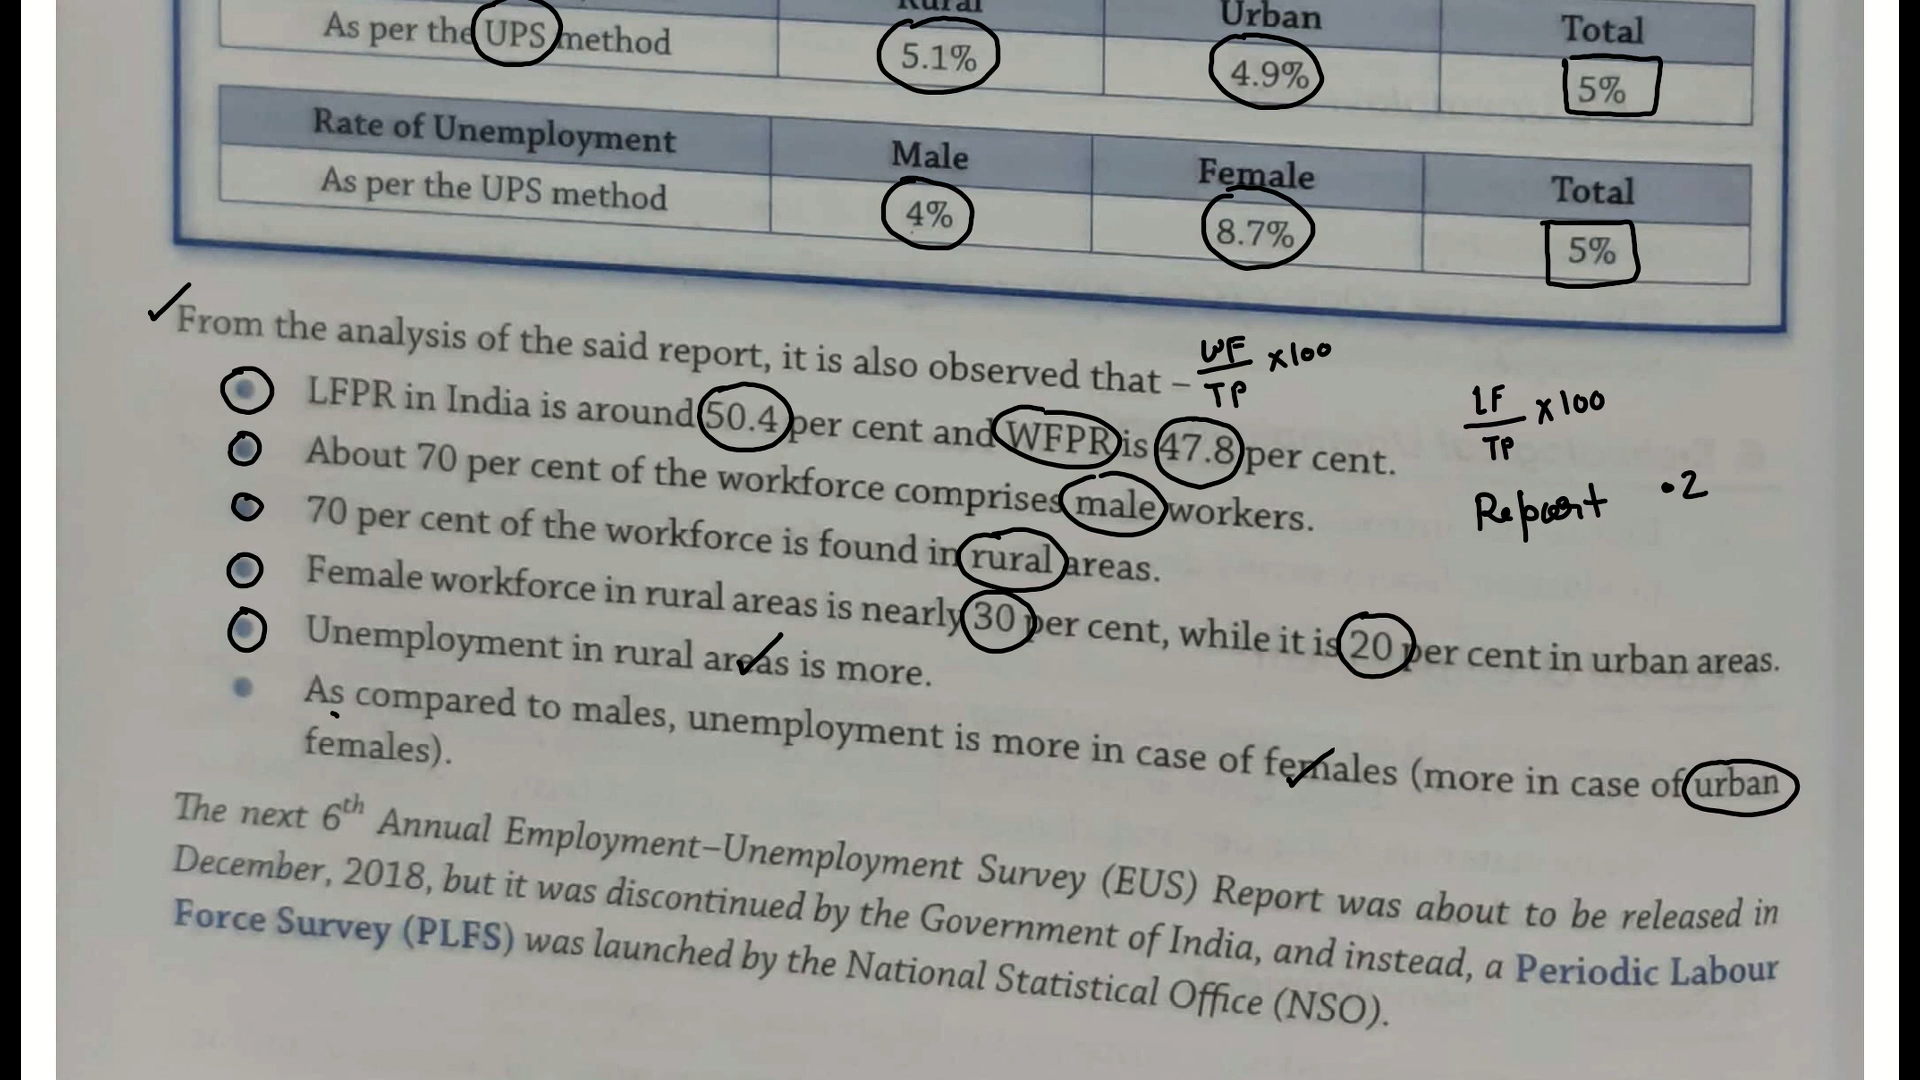 Rural Urban Total
As per the UPS method 5.1% 4.9% 5%
Rate of Unemployment Male Female Total
As per the UPS method 4% 8.7% 5%
From the analysis of the said report, it is also observed that –
WF
TP
×100
LF
TP
×100
Report .2
LFPR in India is around 50.4 per cent and WFPR is 47.8 per cent.
About 70 per cent of the workforce comprises male workers.
70 per cent of the workforce is found in rural areas.
Female workforce in rural areas is nearly 30 per cent, while it is 20 per cent in urban areas.
Unemployment in rural areas is more.
As compared to males, unemployment is more in case of females (more in case of urban
females).
The next 6th Annual Employment–Unemployment Survey (EUS) Report was about to be released in
December, 2018, but it was discontinued by the Government of India, and instead, a Periodic Labour
Force Survey (PLFS) was launched by the National Statistical Office (NSO).